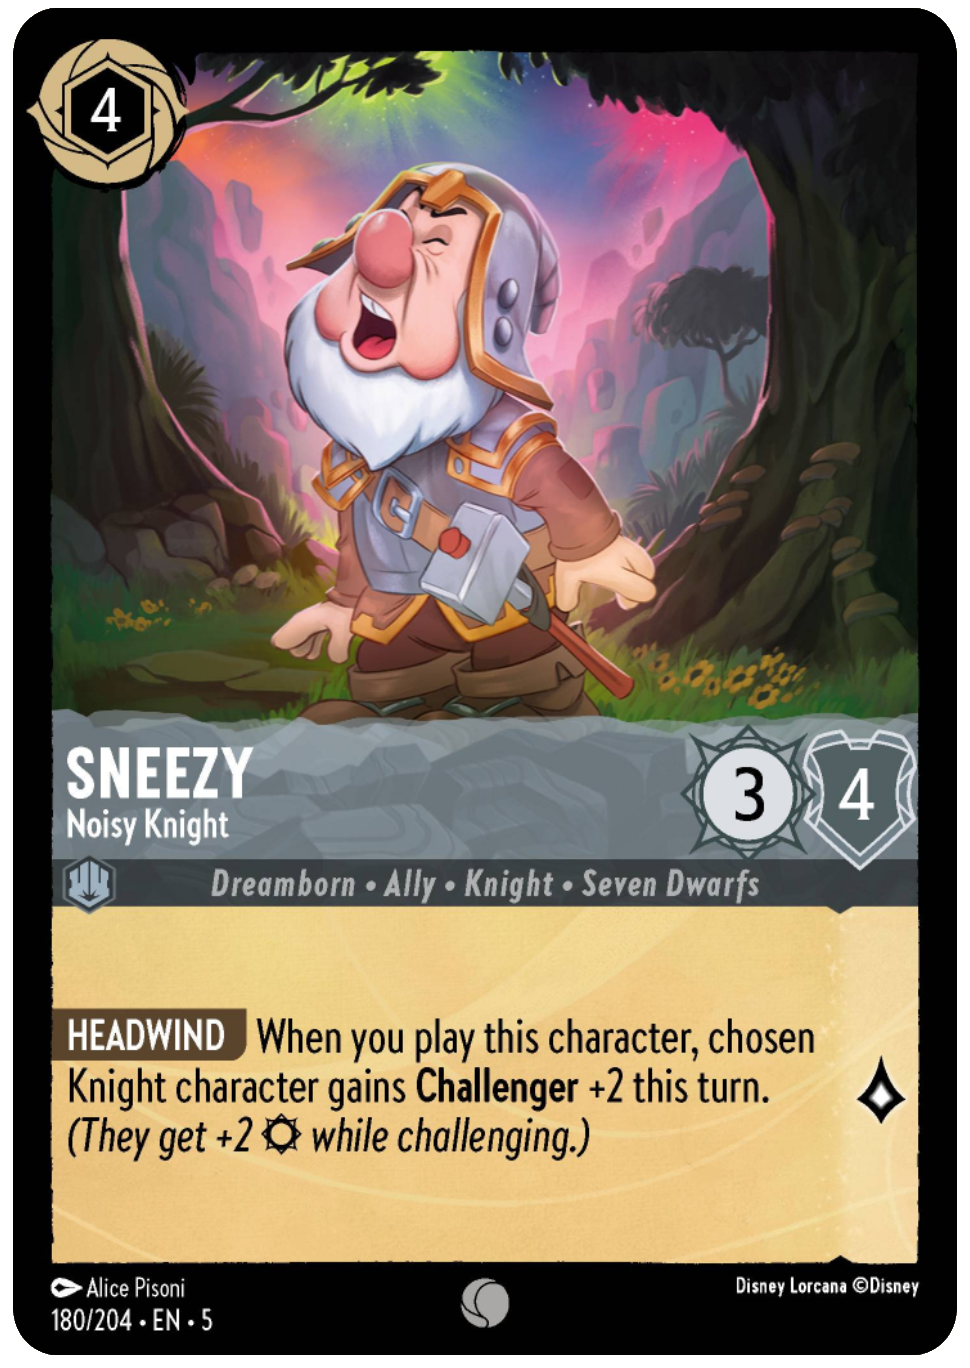 4
SNEEZY
Noisy Knight
3
4
Dreamborn • Ally • Knight • Seven Dwarfs
HEADWIND When you play this character, chosen
Knight character gains Challenger +2 this turn.
(They get +2 while challenging.)
Alice Pisoni
180/204 • EN • 5
Disney Lorcana ©Disney